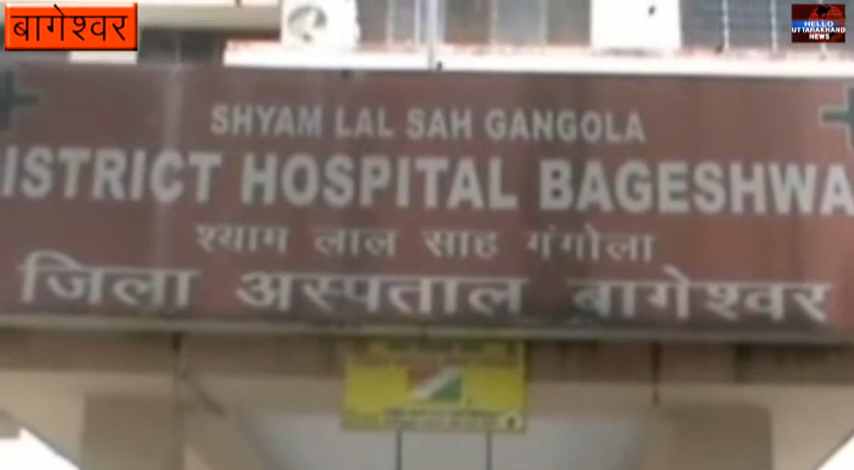 बागेश्वर
HELLO
UTTARAKHAND
NEWS
SHYAM LAL SAH GANGOLA
ISTRICT HOSPITAL BAGESHWA
श्याम लाल साह गंगोला
जिला अस्पताल बागेश्वर